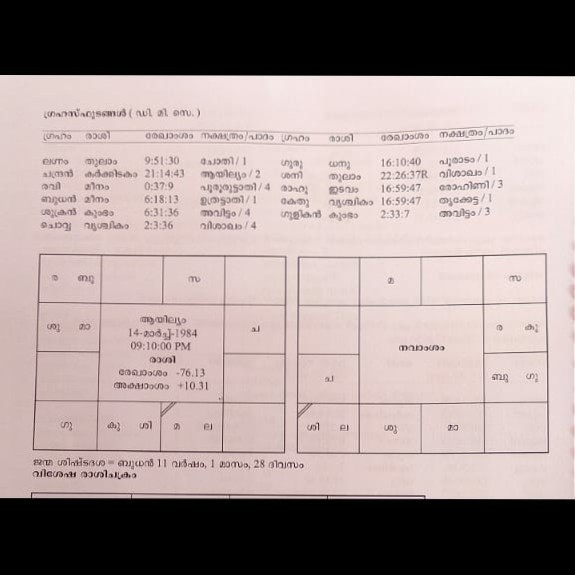 ഗ്രഹസ്ഫുടങ്ങൾ ( ഡി. മി. സെ. )
ഗ്രഹം രാശി രേഖാംശം നക്ഷത്രം/പാദം ഗ്രഹം രാശി രേഖാംശം നക്ഷത്രം/പാദം
ലഗ്നം തുലാം 9:51:30 ചോതി / 1 ഗുരു ധനു 16:10:40 പൂരാടം / 1
ചന്ദ്രൻ കർക്കിടകം 21:14:43 ആയില്യം / 2 ശനി തുലാം 22:26:37R വിശാഖം / 1
രവി മീനം 0:37:9 പൂരുരുട്ടാതി / 4 രാഹു ഇടവം 16:59:47 രോഹിണി / 3
ബുധൻ മീനം 6:18:13 ഉത്രട്ടാതി / 1 കേതു വൃശ്ചികം 16:59:47 തൃക്കേട്ട / 1
ശുക്രൻ കുംഭം 6:31:36 അവിട്ടം / 4 ഗുളികൻ കുംഭം 2:33:7 അവിട്ടം / 3
ചൊവ്വ വൃശ്ചികം 2:3:36 വിശാഖം / 4
ര ബു സ
ശു മാ ച
ആയില്യം
14-മാർച്ച്-1984
09:10:00 PM
രാശി
രേഖാംശം -76.13
അക്ഷാംശം +10.31
ഗു കു ശി മ ല
മ സ
ര കു
നവാംശം
ച ബു ഗു
ശി ല ശു മാ
ജന്മ ശിഷ്ടദശ = ബുധൻ 11 വർഷം, 1 മാസം, 28 ദിവസം
വിശേഷ രാശിചക്രം